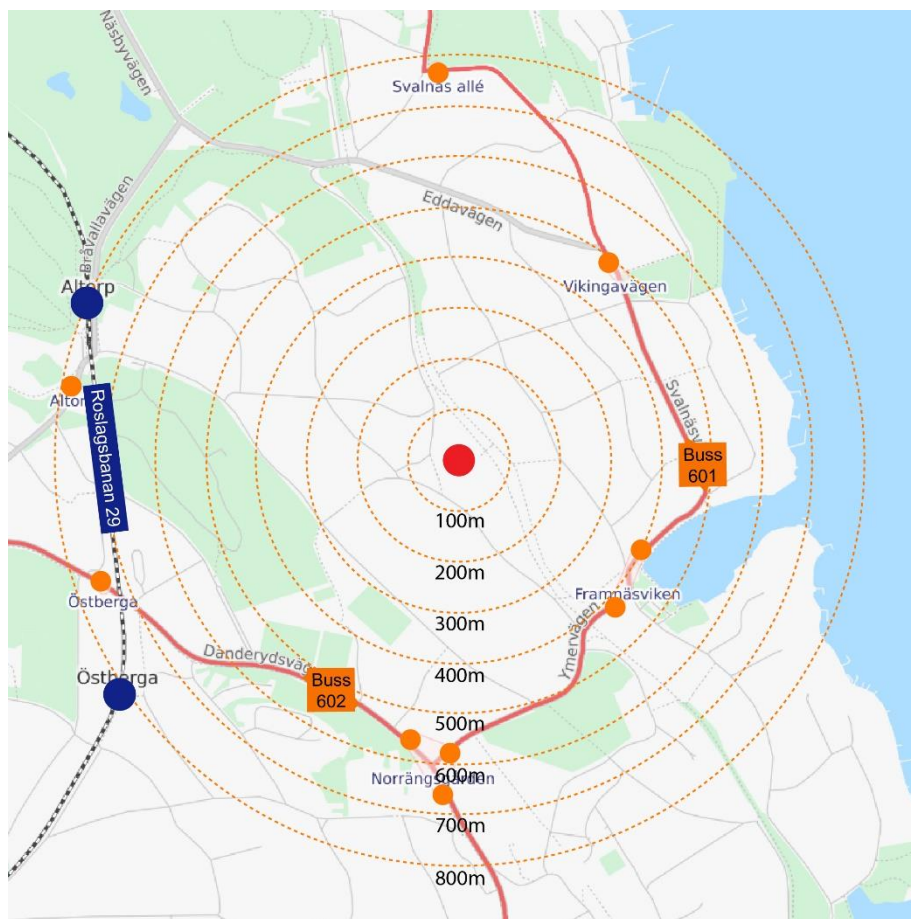 Näsbyvägen
Svalnäs allé
Bråvallavägen
Eddavägen
Altorp
Vikingavägen
Roslagsbanan 29
Svalnäsv
Buss
601
100m
200m
300m
Östberga
Framnäsviken
Ymervägen
Danderydsväg
400m
Östberga
Buss
602
500m
600m
Norrängsgården
700m
800m